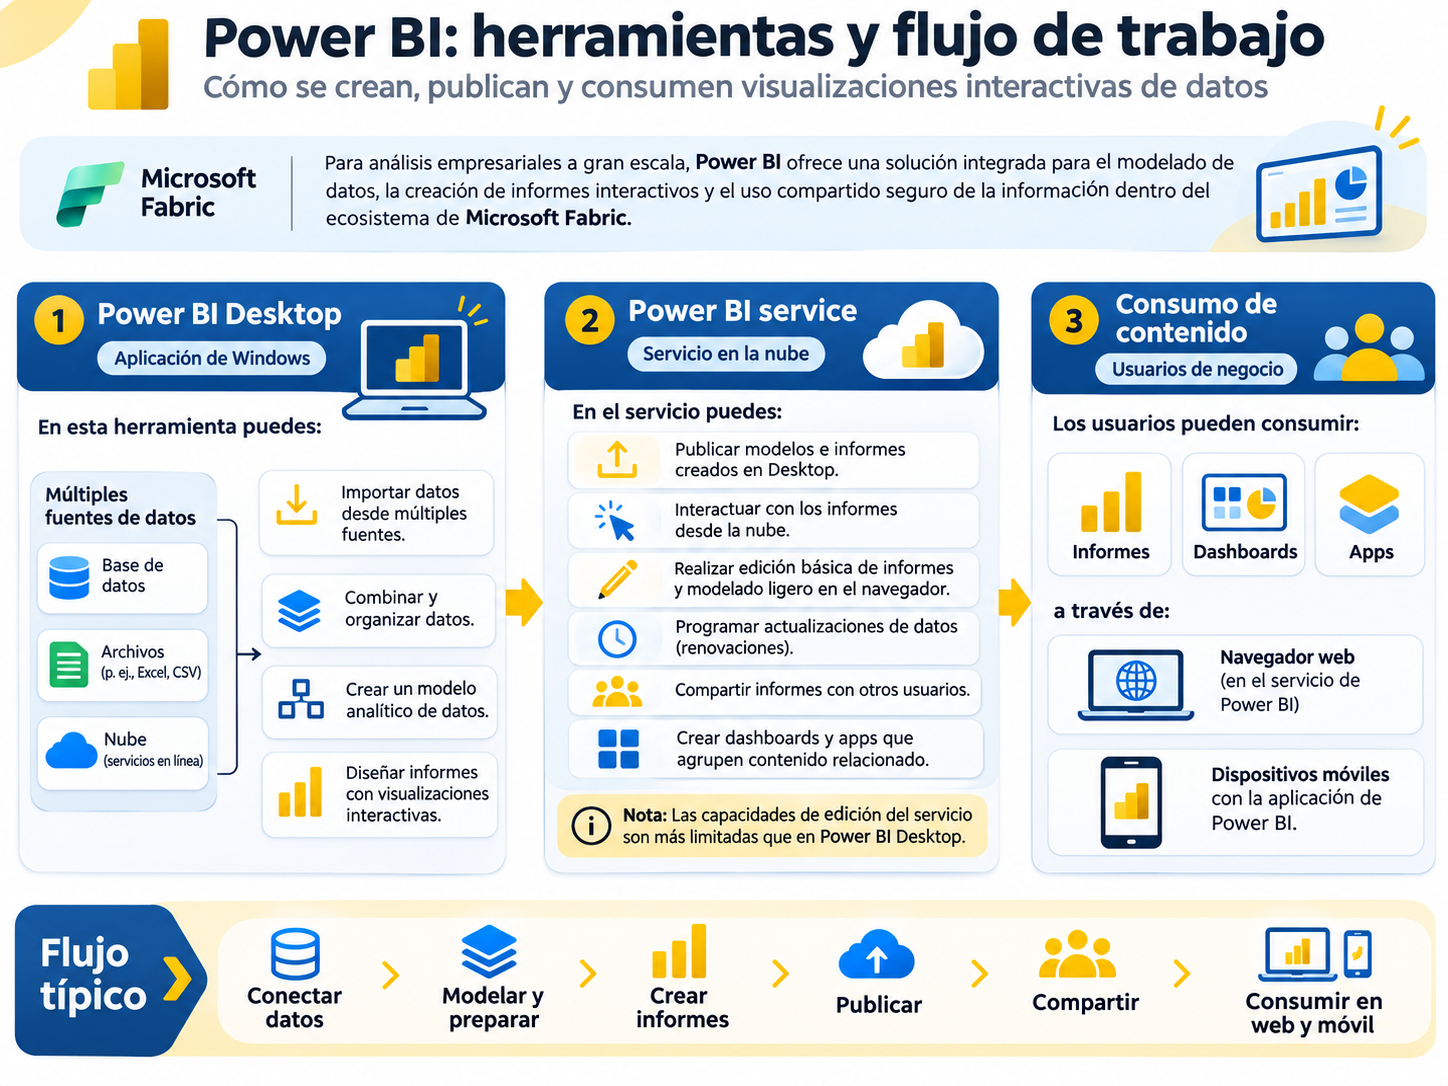 Power BI: herramientas y flujo de trabajo
Cómo se crean, publican y consumen visualizaciones interactivas de datos
Microsoft
Fabric
Para análisis empresariales a gran escala, Power BI ofrece una solución integrada para el modelado de
datos, la creación de informes interactivos y el uso compartido seguro de la información dentro del
ecosistema de Microsoft Fabric.
1
Power BI Desktop
Aplicación de Windows
En esta herramienta puedes:
Múltiples
fuentes de datos
Base de
datos
Archivos
(p. ej., Excel, CSV)
Nube
(servicios en línea)
Importar datos
desde múltiples
fuentes.
Combinar y
organizar datos.
Crear un modelo
analítico de datos.
Diseñar informes
con visualizaciones
interactivas.
2
Power BI service
Servicio en la nube
En el servicio puedes:
Publicar modelos e informes
creados en Desktop.
Interactuar con los informes
desde la nube.
Realizar edición básica de informes
y modelado ligero en el navegador.
Programar actualizaciones de datos
(renovaciones).
Compartir informes con otros usuarios.
Crear dashboards y apps que
agrupen contenido relacionado.
Nota: Las capacidades de edición del servicio
son más limitadas que en Power BI Desktop.
3
Consumo de
contenido
Usuarios de negocio
Los usuarios pueden consumir:
Informes
Dashboards
Apps
a través de:
Navegador web
(en el servicio de
Power BI)
Dispositivos móviles
con la aplicación de
Power BI.
Flujo
típico
Conectar
datos
Modelar y
preparar
Crear
informes
Publicar
Compartir
Consumir en
web y móvil